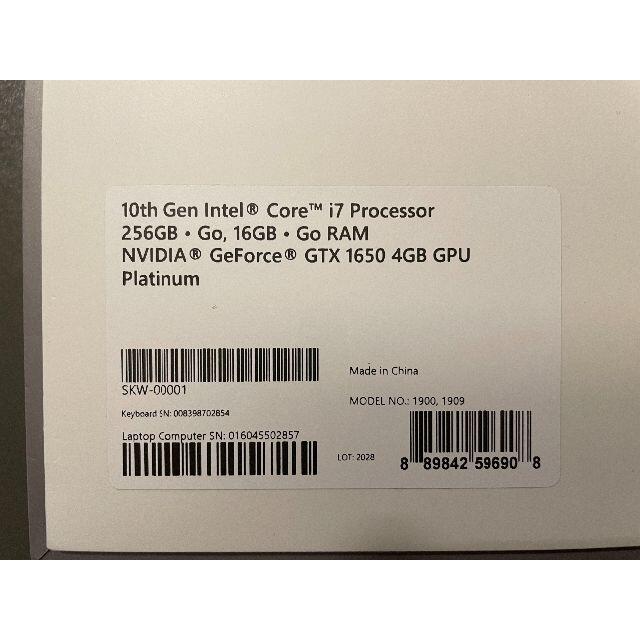 10th Gen Intel® Core™ i7 Processor
256GB • Go, 16GB • Go RAM
NVIDIA® GeForce® GTX 1650 4GB GPU
Platinum
SKW-00001
Keyboard SN: 008398702854
Laptop Computer SN: 016045502857
Made in China
MODEL NO.: 1900, 1909
LOT: 2028
8 89842 59690 8